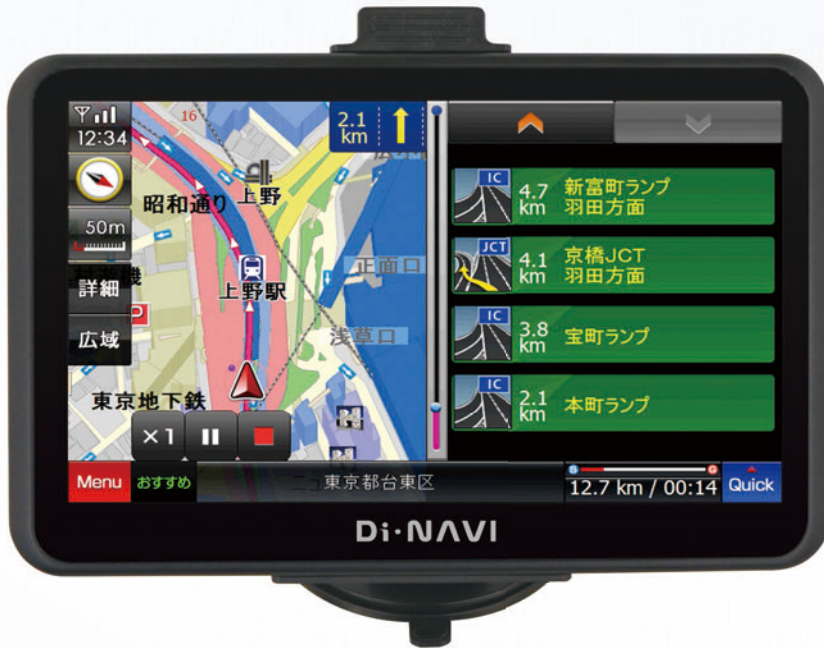 12:34
50m
詳細
広域
16
昭和通り
上野
上野駅
正面口
浅草口
P
東京地下鉄
×1
2.1
km
IC
4.7
km
新富町ランプ
羽田方面
JCT
4.1
km
京橋JCT
羽田方面
IC
3.8
km
宝町ランプ
IC
2.1
km
本町ランプ
Menu
おすすめ
東京都台東区
S
G
12.7 km / 00:14
Quick
Di·NAVI